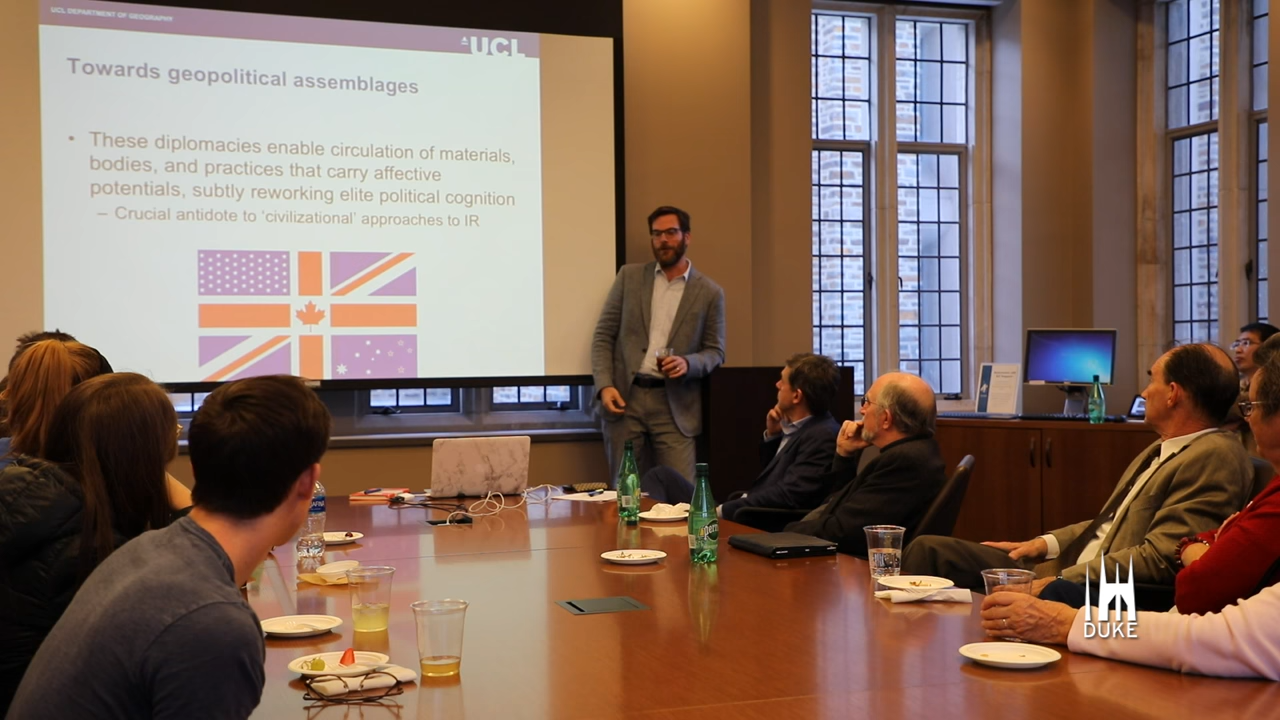 UCL DEPARTMENT OF GEOGRAPHY
UCL
Towards geopolitical assemblages
• These diplomacies enable circulation of materials,
bodies, and practices that carry affective
potentials, subtly reworking elite political cognition
– Crucial antidote to 'civilizational' approaches to IR
DUKE